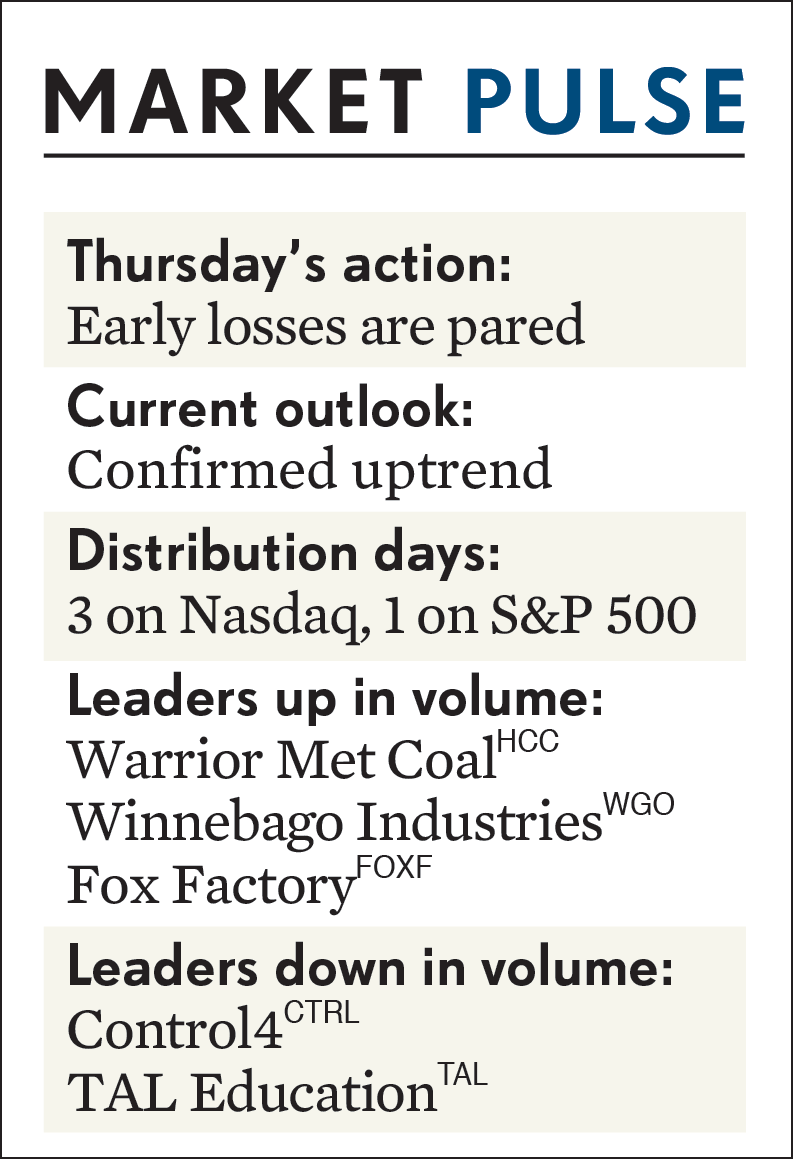 MARKET PULSE
Thursday’s action:
Early losses are pared
Current outlook:
Confirmed uptrend
Distribution days:
3 on Nasdaq, 1 on S&P 500
Leaders up in volume:
Warrior Met Coal HCC
Winnebago Industries WGO
Fox Factory FOXF
Leaders down in volume:
Control4 CTRL
TAL Education TAL